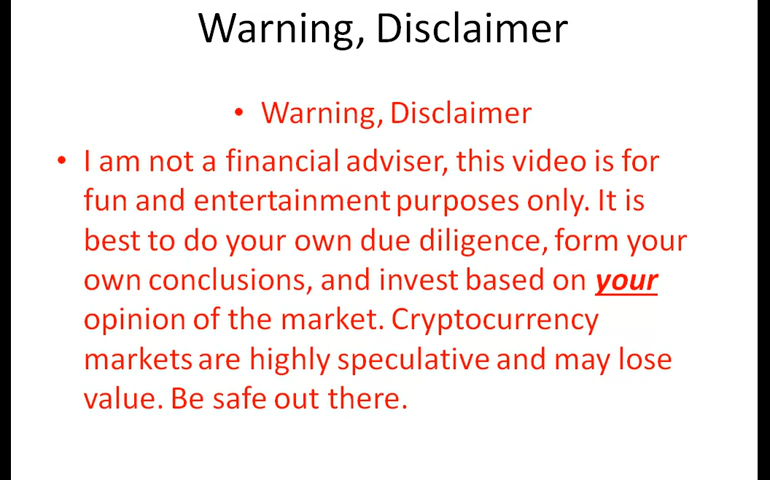 Warning, Disclaimer
• Warning, Disclaimer
• I am not a financial adviser, this video is for
fun and entertainment purposes only. It is
best to do your own due diligence, form your
own conclusions, and invest based on your
opinion of the market. Cryptocurrency
markets are highly speculative and may lose
value. Be safe out there.